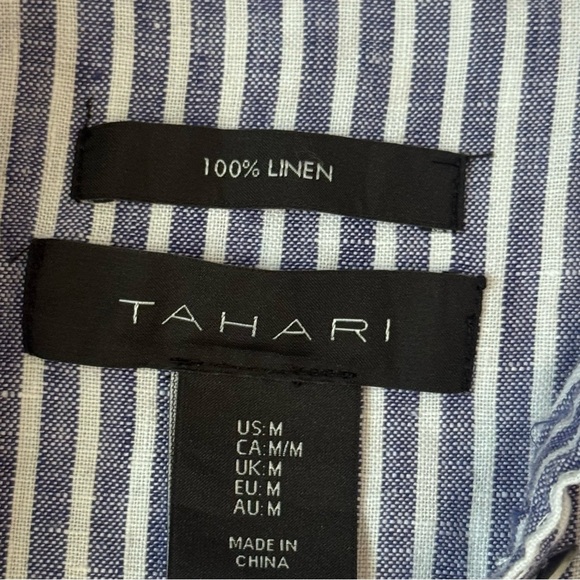 100% LINEN
TAHARI
US: M
CA: M/M
UK: M
EU: M
AU: M
MADE IN
CHINA